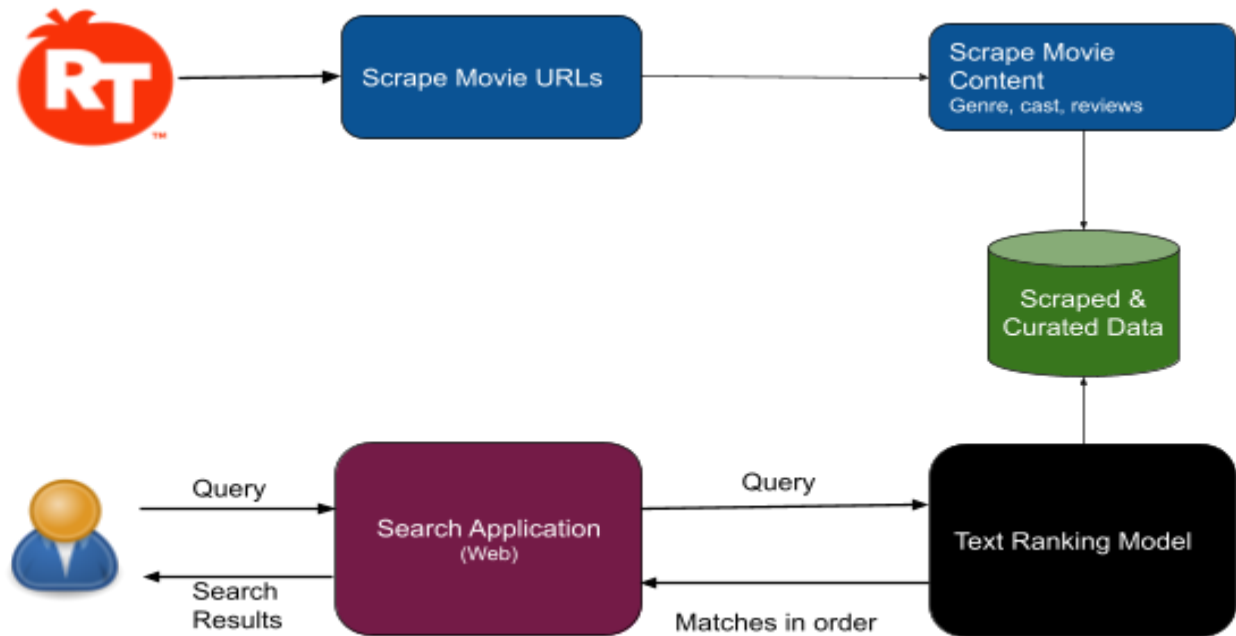 RT
TM
Scrape Movie URLs
Scrape Movie
Content
Genre, cast, reviews
Scraped &
Curated Data
Query
Search Application
(Web)
Query
Text Ranking Model
Search
Results
Matches in order